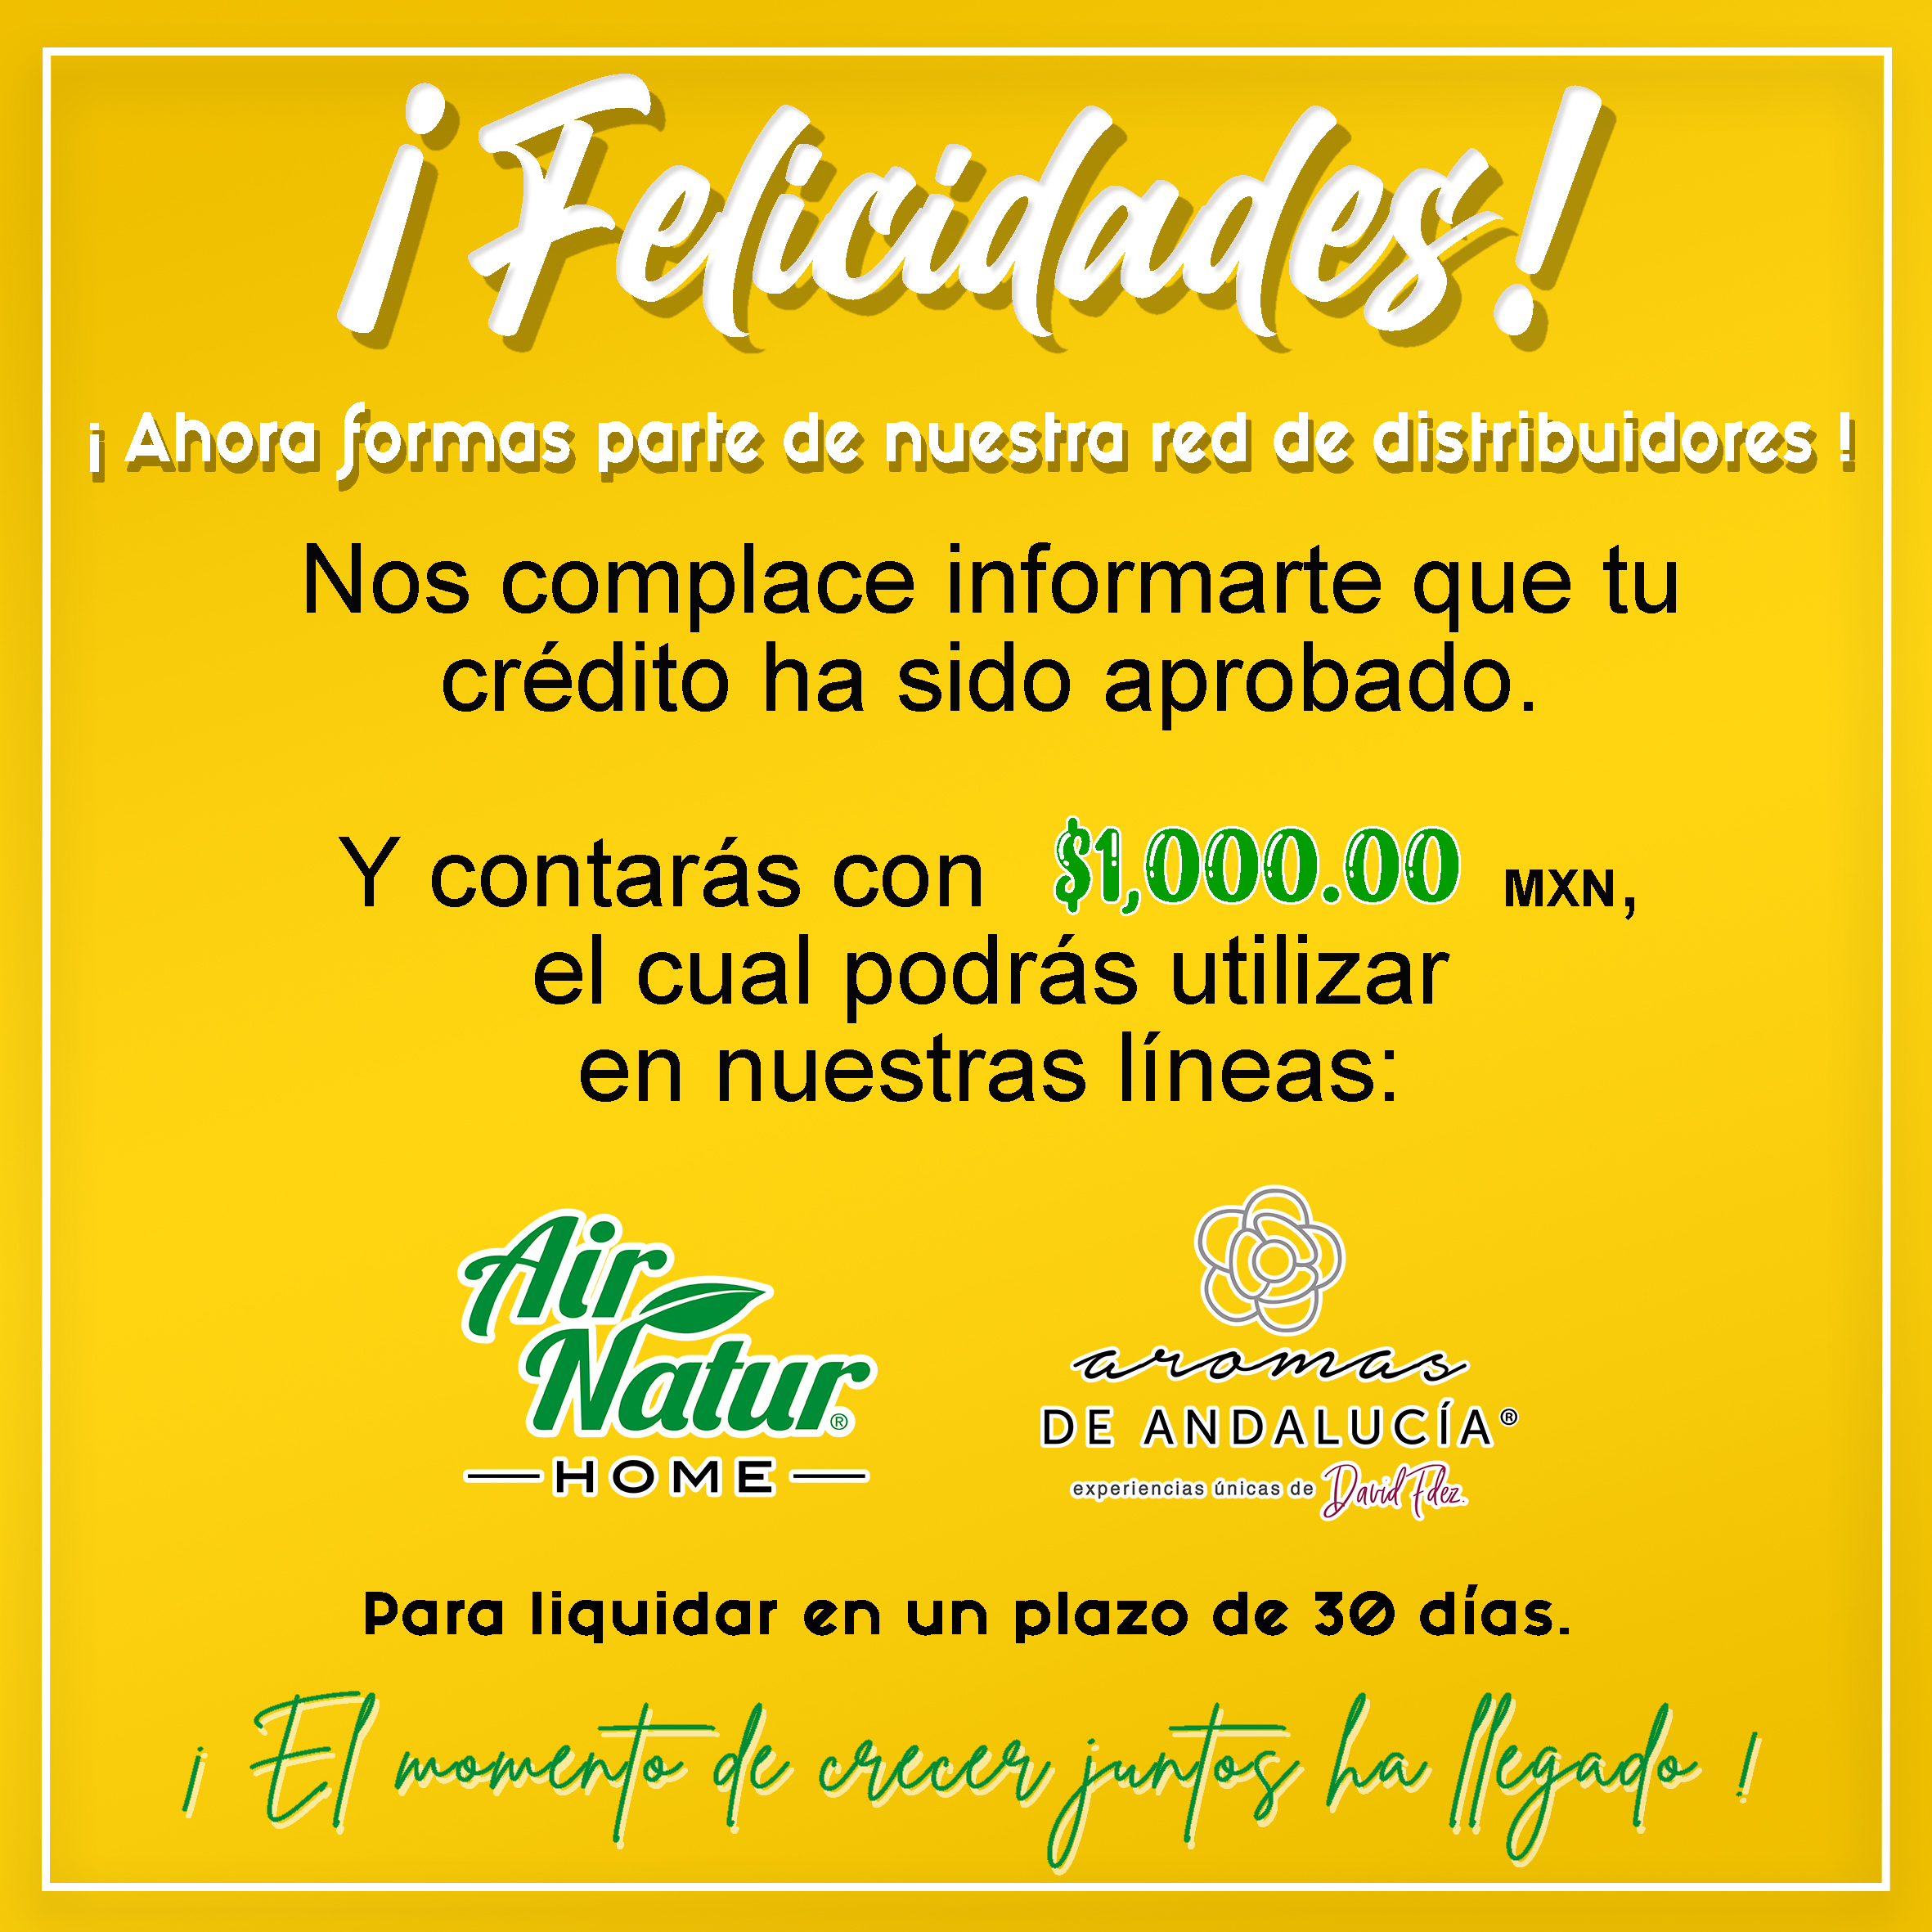 ¡Felicidades!
¡ Ahora formas parte de nuestra red de distribuidores !
Nos complace informarte que tu
crédito ha sido aprobado.
Y contarás con $1,000.00 MXN,
el cual podrás utilizar
en nuestras líneas:
Air
Natur®
HOME
aromas
DE ANDALUCÍA®
experiencias únicas de David Fdez.
Para liquidar en un plazo de 30 días.
¡ El momento de crecer juntos ha llegado !